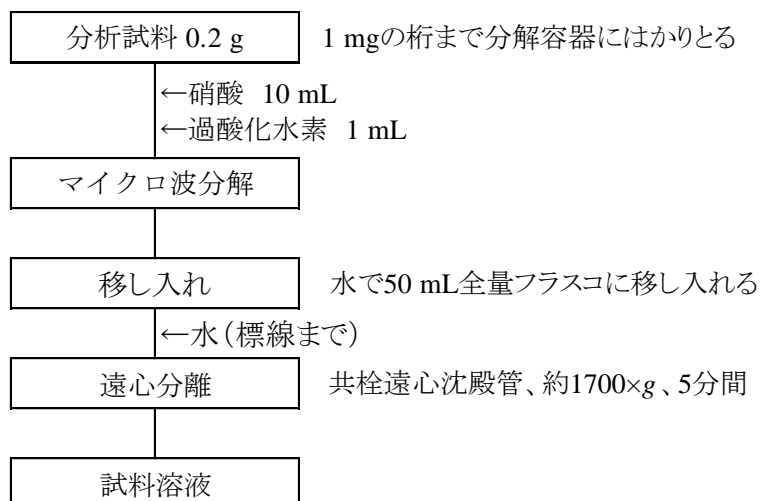 分析試料 0.2 g 1 mgの桁まで分解容器にはかりとる
←硝酸 10 mL
←過酸化水素 1 mL
マイクロ波分解
移し入れ 水で50 mL全量フラスコに移し入れる
←水（標線まで）
遠心分離 共栓遠心沈殿管、約1700×g、5分間
試料溶液